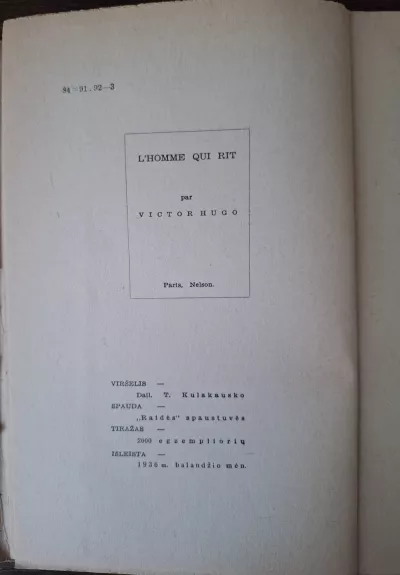 84=91.92—3
L'HOMME QUI RIT
par
VICTOR HUGO
Paris, Nelson.
VIRŠELIS —
Dail. T. Kulakausko
SPAUDA —
„Raidės“ spaustuvės
TIRAŽAS —
2000 egzempliorių
IŠLEISTA —
1936 m. balandžio mėn.